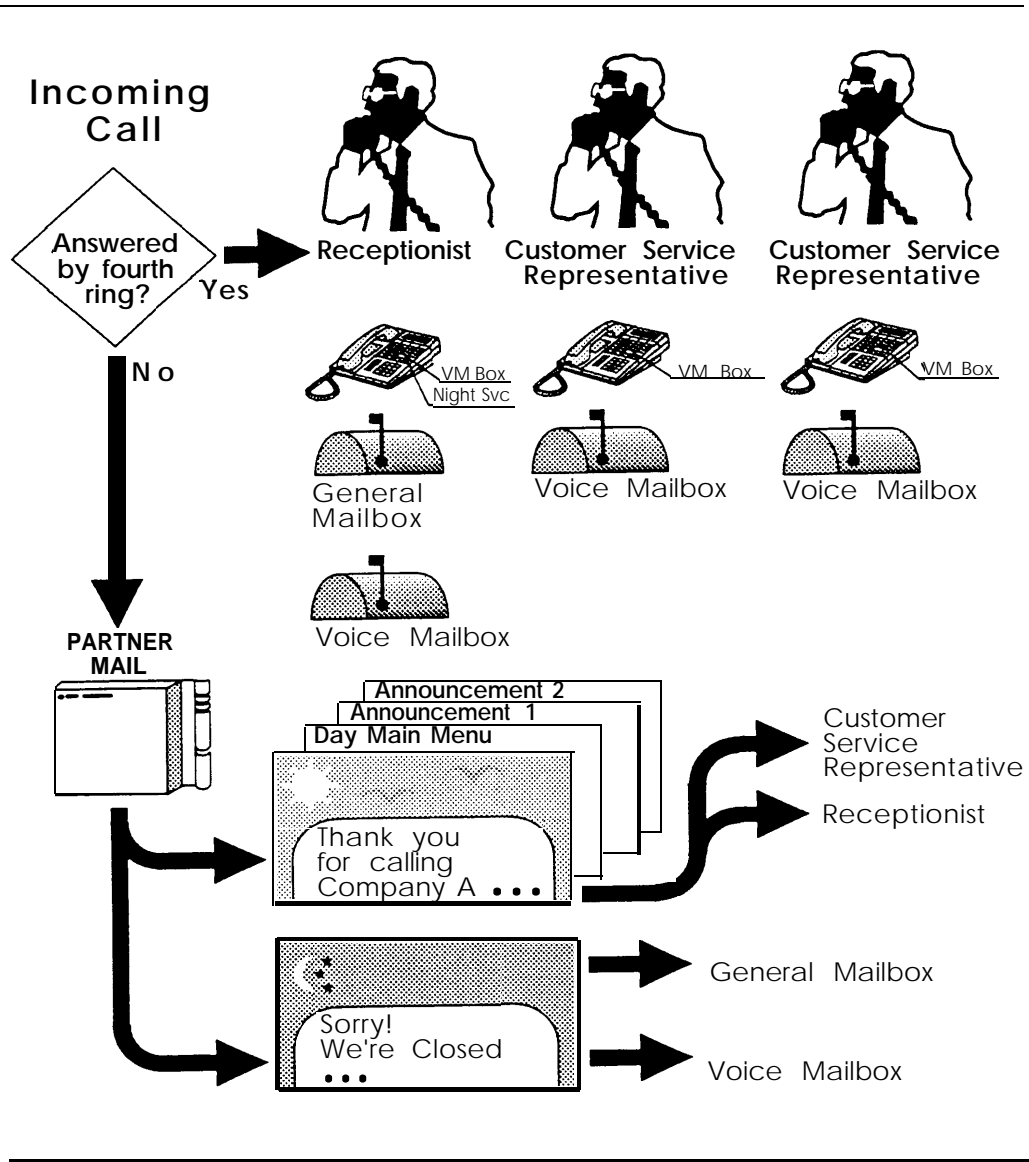 Incoming
Call
Answered
by fourth
ring?
Yes
No
Receptionist
Customer Service
Representative
Customer Service
Representative
VM Box
Night Svc
VM Box
VM Box
General
Mailbox
Voice Mailbox
Voice Mailbox
Voice Mailbox
PARTNER
MAIL
Announcement 2
Announcement 1
Day Main Menu
Thank you
for calling
Company A •••
Customer
Service
Representative
Receptionist
Sorry!
We're Closed
•••
General Mailbox
Voice Mailbox